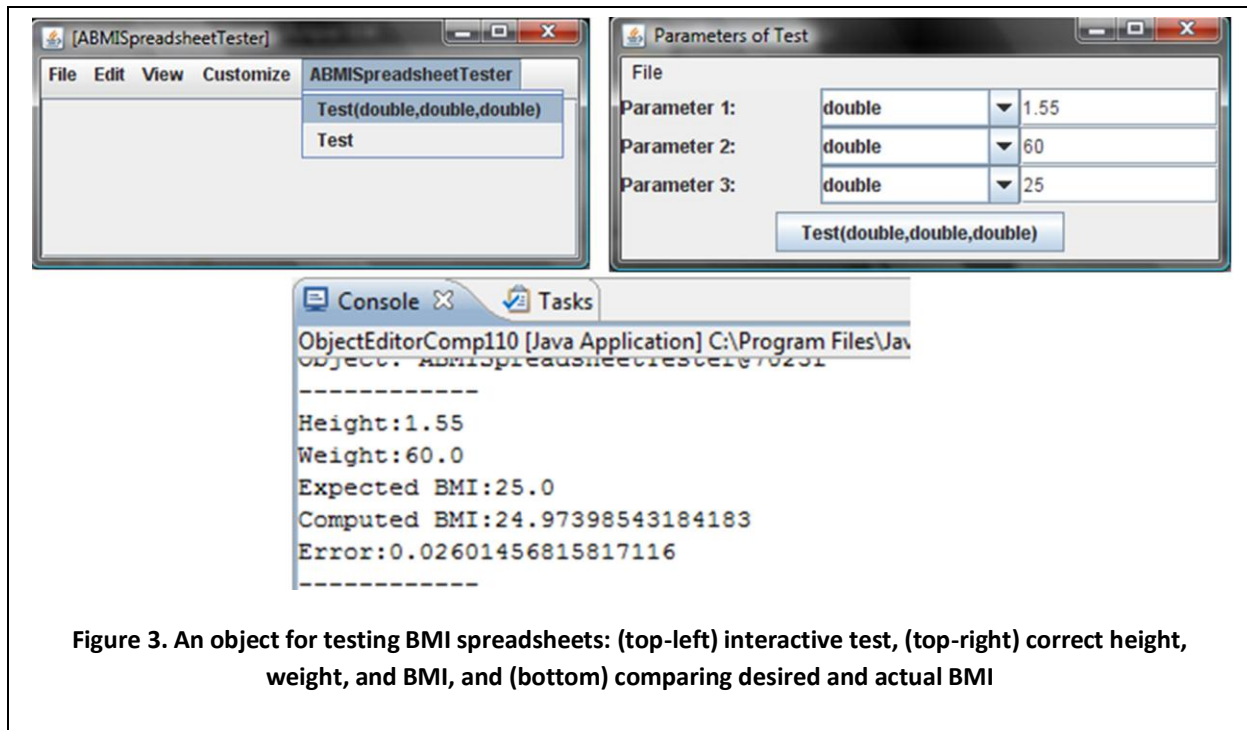 [ABMISpreadsheetTester]
File Edit View Customize ABMISpreadsheetTester
Test(double,double,double)
Test
Parameters of Test
File
Parameter 1: double 1.55
Parameter 2: double 60
Parameter 3: double 25
Test(double,double,double)
Console Tasks
ObjectEditorComp110 [Java Application] C:\Program Files\Jav
Object: ABMISpreadsheetTester
------------
Height:1.55
Weight:60.0
Expected BMI:25.0
Computed BMI:24.97398543184183
Error:0.02601456815817116
------------
Figure 3. An object for testing BMI spreadsheets: (top-left) interactive test, (top-right) correct height,
weight, and BMI, and (bottom) comparing desired and actual BMI